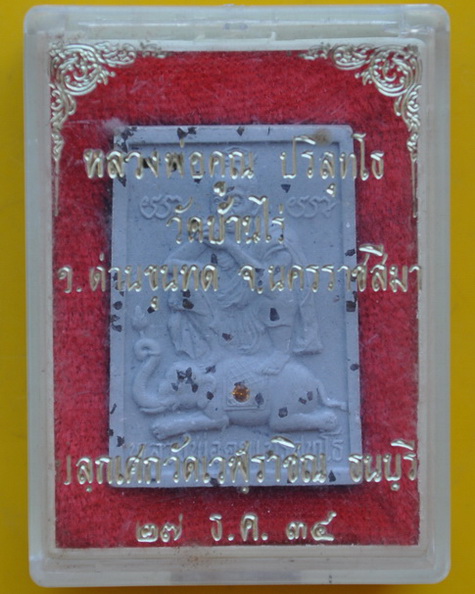 หลวงพ่อคูณ ปริสุทโธ
วัดบ้านไร่
อ.ด่านขุนทด จ.นครราชสีมา
ปลุกเศกวัดเวฬุราชิณ ธนบุรี
๒๗ ธ.ค. ๓๕